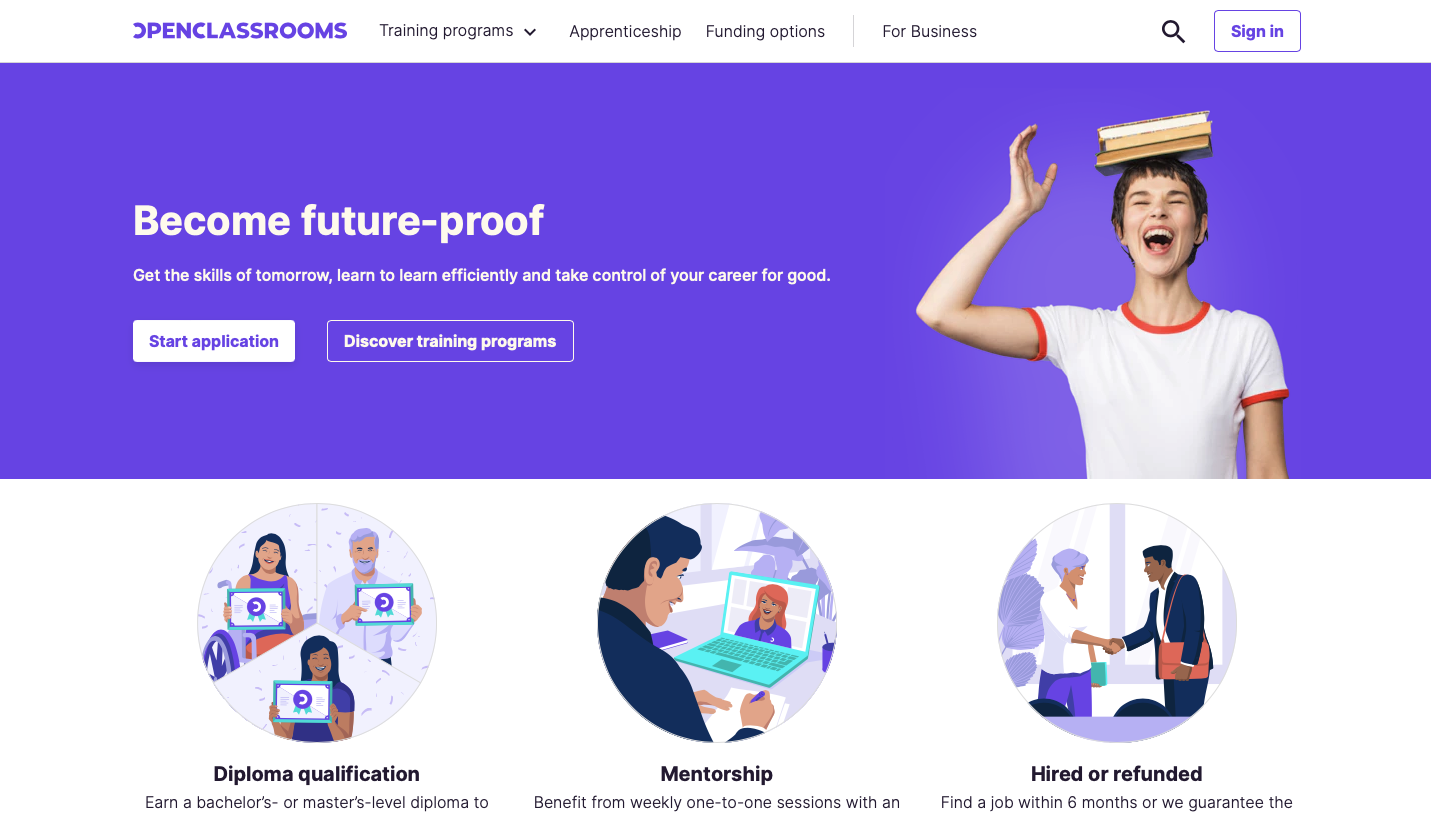 OPENCLASSROOMS
Training programs
Apprenticeship
Funding options
For Business
Sign in
Become future-proof
Get the skills of tomorrow, learn to learn efficiently and take control of your career for good.
Start application
Discover training programs
Diploma qualification
Earn a bachelor’s- or master’s-level diploma to
Mentorship
Benefit from weekly one-to-one sessions with an
Hired or refunded
Find a job within 6 months or we guarantee the